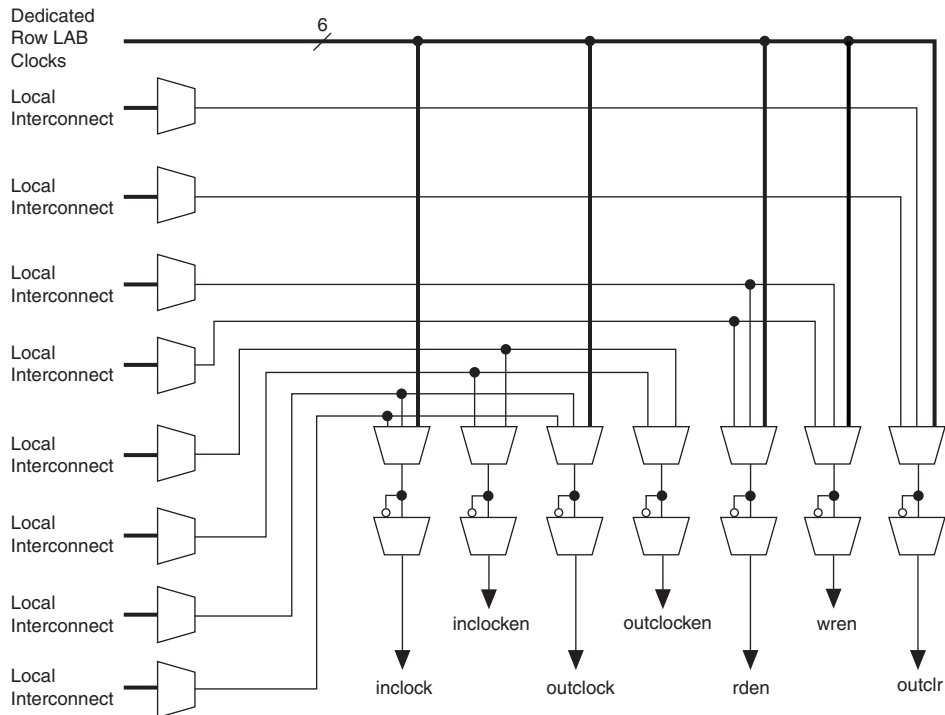 Dedicated
Row LAB
Clocks
6
Local
Interconnect
Local
Interconnect
Local
Interconnect
Local
Interconnect
Local
Interconnect
Local
Interconnect
Local
Interconnect
Local
Interconnect
inclocken
outclocken
wren
inclock
outclock
rden
outclr